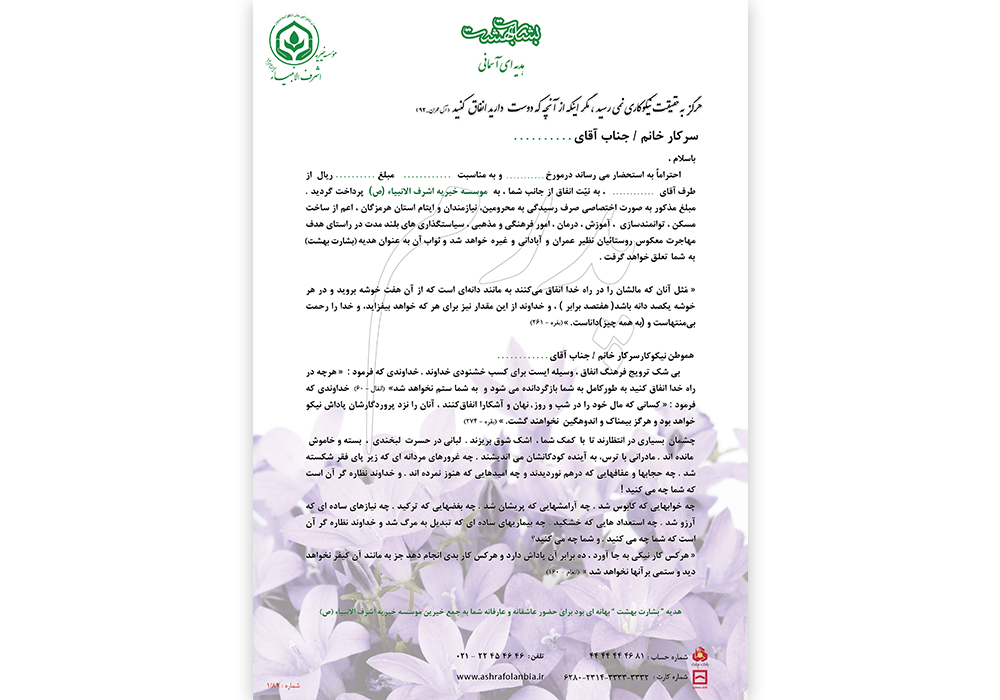 بشارت بهشت
هدیه ای آسمانی
موسسه خیریه
اشرف الانبیاء
هرگز به حقیقت نیکوکاری نمی رسید ، مگر اینکه از آنچه که دوست دارید انفاق کنید (آل عمران-۹۲)
سرکار خانم / جناب آقای ..........
باسلام ،
احتراماً به استحضار می رساند درمورخ ........... و به مناسبت ............ مبلغ .......... ریال از
طرف آقای ............ ، به نیّت انفاق از جانب شما ، به موسسه خیریه اشرف الانبیاء (ص) پرداخت گردید .
مبلغ مذکور به صورت اختصاصی صرف رسیدگی به محرومین، نیازمندان و ایتام استان هرمزگان ، اعم از ساخت
مسکن ، توانمندسازی ، آموزش ، درمان ، امور فرهنگی و مذهبی ، سیاستگذاری های بلند مدت در راستای هدف
مهاجرت معکوس روستائیان نظیر عمران و آبادانی و غیره خواهد شد و ثواب آن به عنوان هدیه (بشارت بهشت)
به شما تعلق خواهد گرفت .
پدرم
« مَثل آنان که مالشان را در راه خدا انفاق می‌کنند به مانند دانه‌ای است که از آن هفت خوشه بروید و در هر
خوشه یکصد دانه باشد( هفتصد برابر ) ، و خداوند از این مقدار نیز برای هر که خواهد بیفزاید، و خدا را رحمت
بی‌منتهاست و (به همه چیز)داناست. » (بقره - ۲۶۱)
هموطن نیکوکارسرکار خانم / جناب آقای ............
بی شک ترویج فرهنگ انفاق ، وسیله ایست برای کسب خشنودی خداوند . خداوندی که فرمود : « هرچه در
راه خدا انفاق کنید به طورکامل به شما بازگردانده می شود و به شما ستم نخواهد شد» (انفال - ۶۰) خداوندی که
فرمود : « کسانی که مال خود را در شب و روز، نهان و آشکارا انفاق‌کنند ، آنان را نزد پروردگارشان پاداش نیکو
خواهد بود و هرگز بیمناک و اندوهگین نخواهند گشت. » (بقره - ۲۷۴)
چشمان بسیاری در انتظارند تا با کمک شما ، اشک شوق بریزند . لبانی در حسرت لبخندی ، بسته و خاموش
مانده اند . مادرانی با ترس، به آینده کودکانشان می اندیشند . چه غرورهای مردانه ای که زیر پای فقر شکسته
شد . چه حجابها و عفافهایی که درهم نوردیدند و چه امیدهایی که هنوز نمرده اند . و خداوند نظاره گر آن است
که شما چه می کنید !
چه خوابهایی که کابوس شد . چه آرامشهایی که پریشان شد . چه بغضهایی که ترکید . چه نیازهای ساده ای که
آرزو شد . چه استعداد هایی که خشکید . چه بیماریهای ساده ای که تبدیل به مرگ شد و خداوند نظاره گر آن
است که شما چه می کنید . و شما چه می کنید؟
« هرکس کار نیکی به جا آورد ، ده برابر آن پاداش دارد و هرکس کار بدی انجام دهد جز به مانند آن کیفر نخواهد
دید و ستمی بر آنها نخواهد شد » (انعام - ۱۶۰)
هدیه " بشارت بهشت " بهانه ای بود برای حضور عاشقانه و عارفانه شما به جمع خیرین موسسه خیریه اشرف الانبیاء (ص)
شماره حساب : ۸۱ ۴۶ ۴۴ ۴۴ ۴۴
تلفن: ۴۶ ۴۶ ۴۵ ۲۲ - ۰۲۱
شماره کارت : ۳۳۳۲-۳۳۳۳-۲۳۱۴-۶۲۸۰
www.ashrafolanbia.ir
شماره : ۱/۸۹